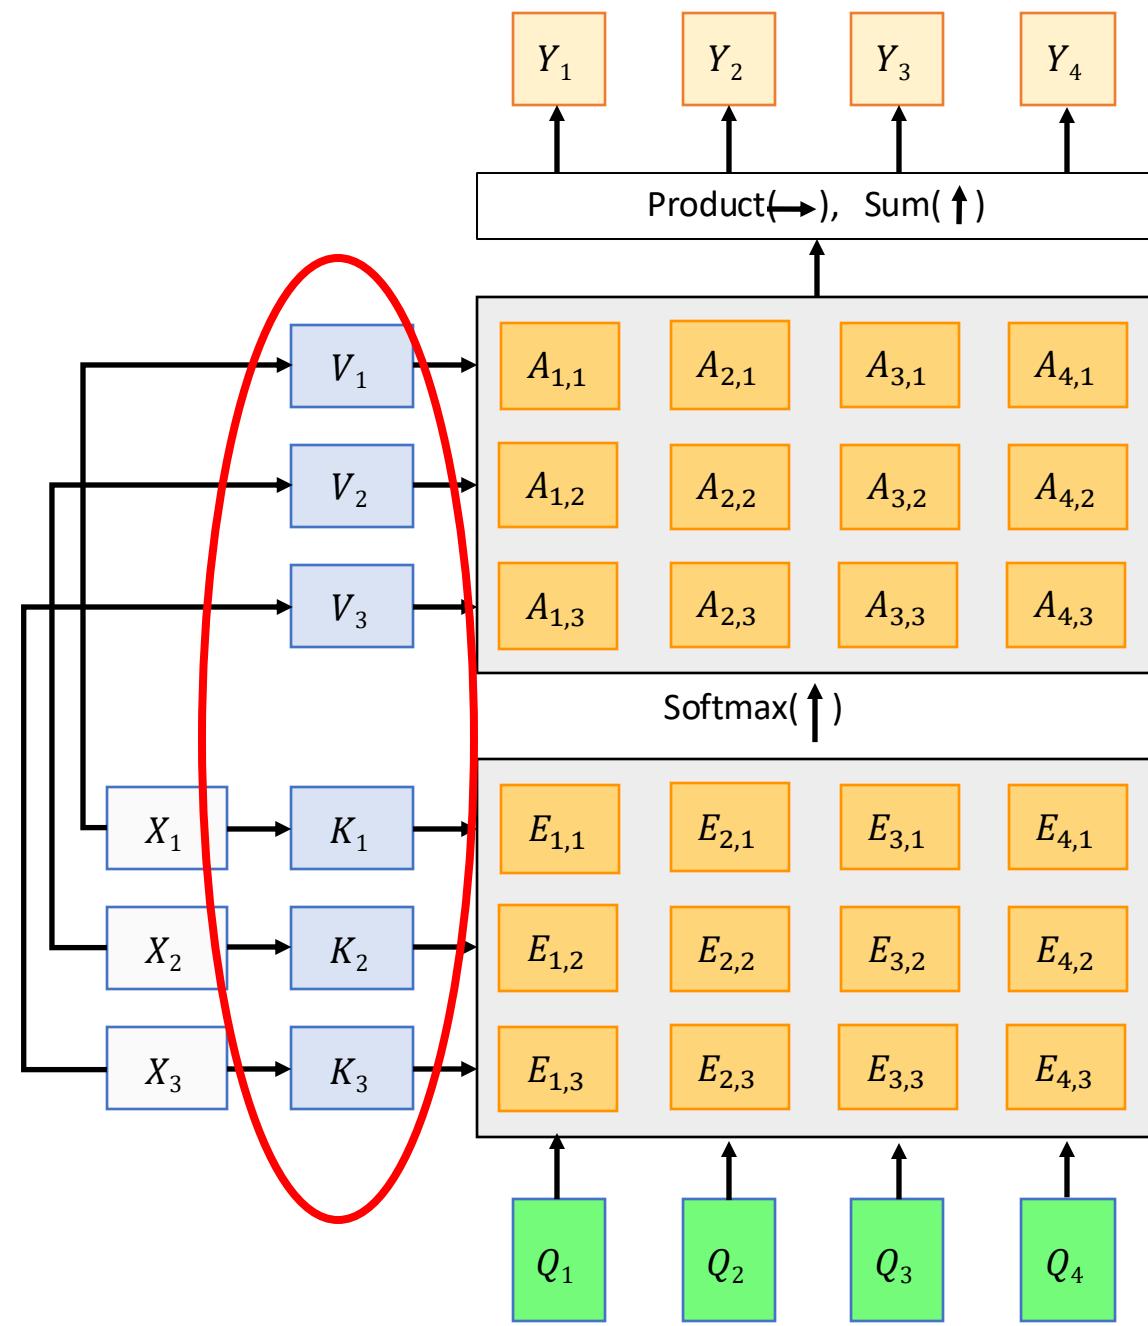 Y₁ Y₂ Y₃ Y₄
Product(→), Sum(↑)
V₁ A₁,₁ A₂,₁ A₃,₁ A₄,₁
V₂ A₁,₂ A₂,₂ A₃,₂ A₄,₂
V₃ A₁,₃ A₂,₃ A₃,₃ A₄,₃
Softmax(↑)
X₁ K₁ E₁,₁ E₂,₁ E₃,₁ E₄,₁
X₂ K₂ E₁,₂ E₂,₂ E₃,₂ E₄,₂
X₃ K₃ E₁,₃ E₂,₃ E₃,₃ E₄,₃
Q₁ Q₂ Q₃ Q₄